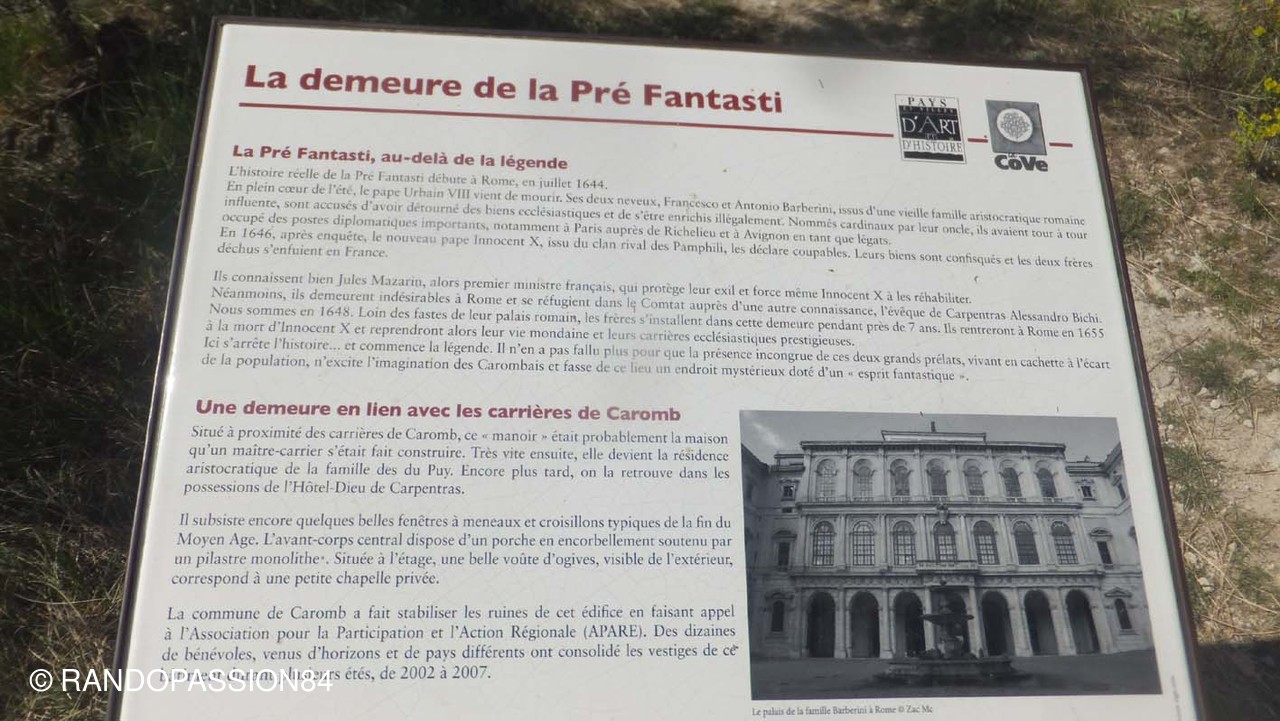 La demeure de la Pré Fantasti
PAYS
D'ART
D'HISTOIRE
CoVe
La Pré Fantasti, au-delà de la légende
L'histoire réelle de la Pré Fantasti débute à Rome, en juillet 1644.
En plein cœur de l'été, le pape Urbain VIII vient de mourir. Ses deux neveux, Francesco et Antonio Barberini, issus d'une vieille famille aristocratique romaine
influente, sont accusés d'avoir détourné des biens ecclésiastiques et de s'être enrichis illégalement. Nommés cardinaux par leur oncle, ils avaient tour à tour
occupé des postes diplomatiques importants, notamment à Paris auprès de Richelieu et à Avignon en tant que légats.
En 1646, après enquête, le nouveau pape Innocent X, issu du clan rival des Pamphili, les déclare coupables. Leurs biens sont confisqués et les deux frères
déchus s'enfuient en France.
Ils connaissent bien Jules Mazarin, alors premier ministre français, qui protège leur exil et force même Innocent X à les réhabiliter.
Néanmoins, ils demeurent indésirables à Rome et se réfugient dans le Comtat auprès d'une autre connaissance, l'évêque de Carpentras Alessandro Bichi.
Nous sommes en 1648. Loin des fastes de leur palais romain, les frères s'installent dans cette demeure pendant près de 7 ans. Ils rentreront à Rome en 1655
à la mort d'Innocent X et reprendront alors leur vie mondaine et leurs carrières ecclésiastiques prestigieuses.
Ici s'arrête l'histoire... et commence la légende. Il n'en a pas fallu plus pour que la présence incongrue de ces deux grands prélats, vivant en cachette à l'écart
de la population, n'excite l'imagination des Carombais et fasse de ce lieu un endroit mystérieux doté d'un « esprit fantastique ».
Une demeure en lien avec les carrières de Caromb
Situé à proximité des carrières de Caromb, ce « manoir » était probablement la maison
qu'un maître-carrier s'était fait construire. Très vite ensuite, elle devient la résidence
aristocratique de la famille des du Puy. Encore plus tard, on la retrouve dans les
possessions de l'Hôtel-Dieu de Carpentras.
Il subsiste encore quelques belles fenêtres à meneaux et croisillons typiques de la fin du
Moyen Age. L'avant-corps central dispose d'un porche en encorbellement soutenu par
un pilastre monolithe*. Située à l'étage, une belle voûte d'ogives, visible de l'extérieur,
correspond à une petite chapelle privée.
La commune de Caromb a fait stabiliser les ruines de cet édifice en faisant appel
à l'Association pour la Participation et l'Action Régionale (APARE). Des dizaines
de bénévoles, venus d'horizons et de pays différents ont consolidé les vestiges de ce
étés, de 2002 à 2007.
© RANDOPASSION84
Le palais de la famille Barberini à Rome © Zac Mc